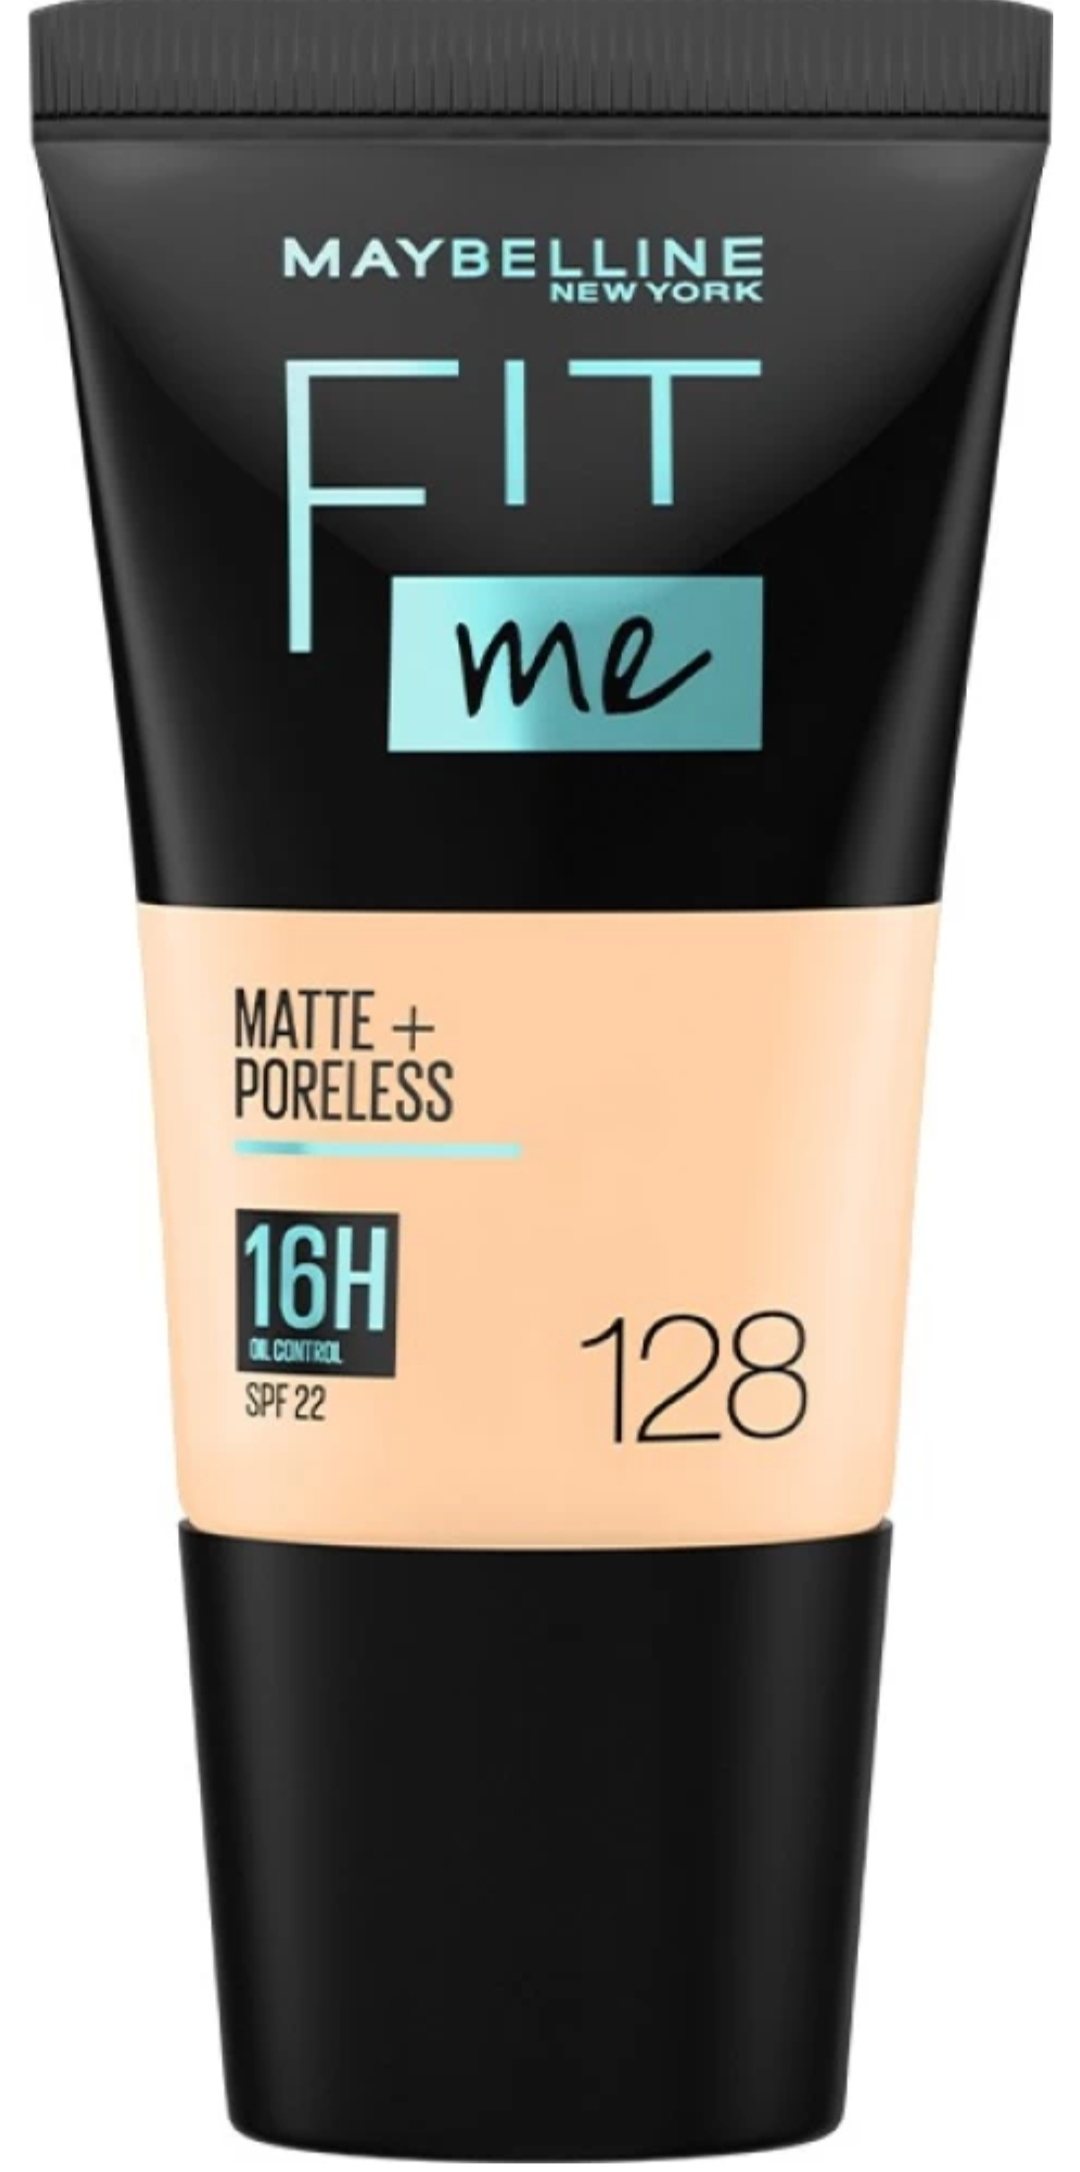 MAYBELLINE
NEW YORK
FIT
me
MATTE +
PORELESS
16H
OIL CONTROL
SPF 22
128